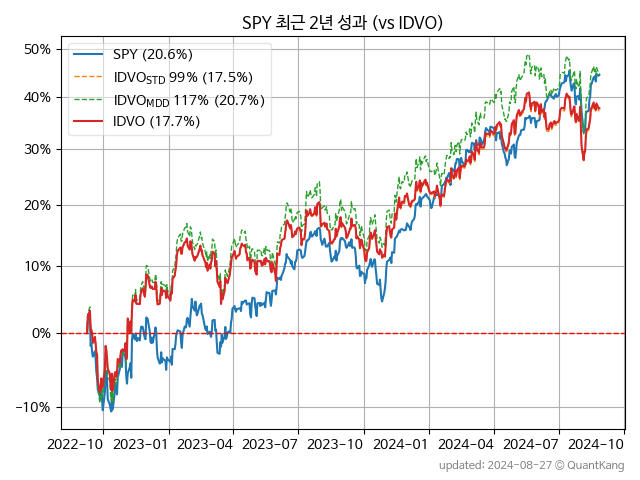 SPY 최근 2년 성과 (vs IDVO)
50%
40%
30%
20%
10%
0%
−10%
SPY (20.6%)
IDVO_STD 99% (17.5%)
IDVO_MDD 117% (20.7%)
IDVO (17.7%)
2022-10 2023-01 2023-04 2023-07 2023-10 2024-01 2024-04 2024-07 2024-10
updated: 2024-08-27 © QuantKang